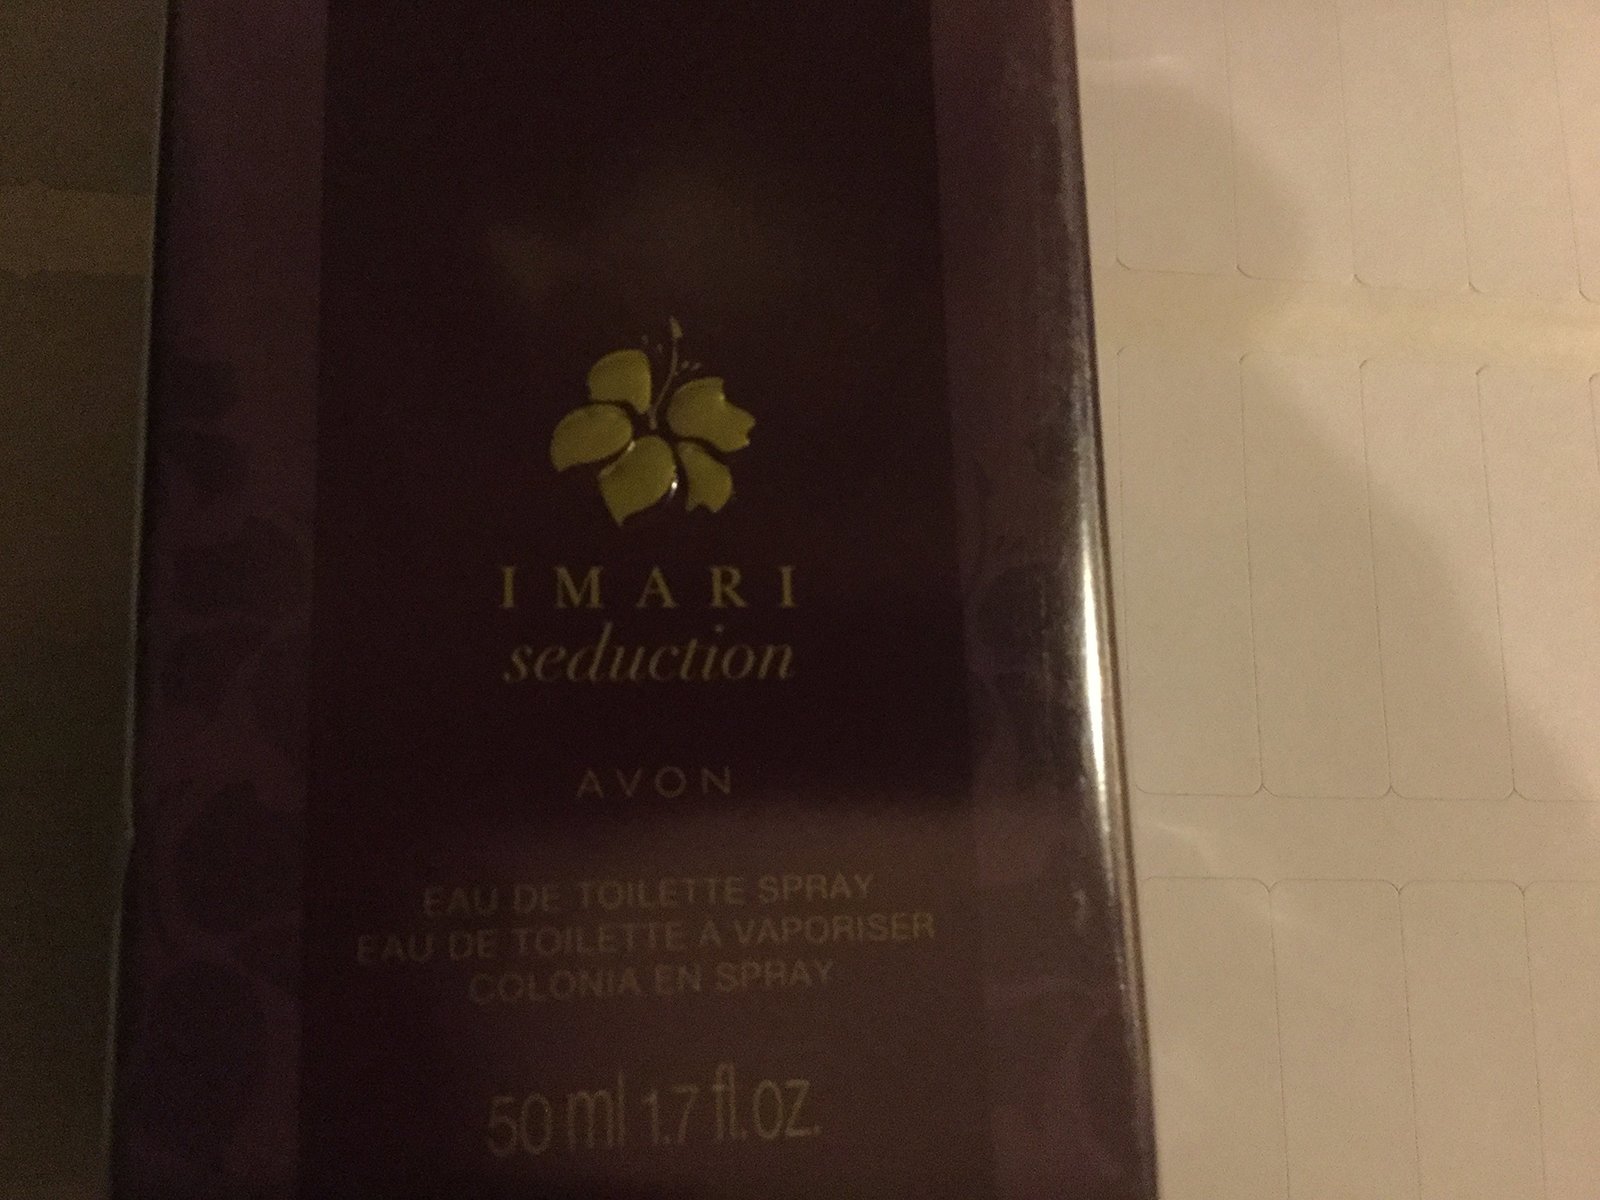 IMARI
seduction
AVON
EAU DE TOILETTE SPRAY
EAU DE TOILETTE À VAPORISER
COLONIA EN SPRAY
50 ml 1.7 fl.oz.